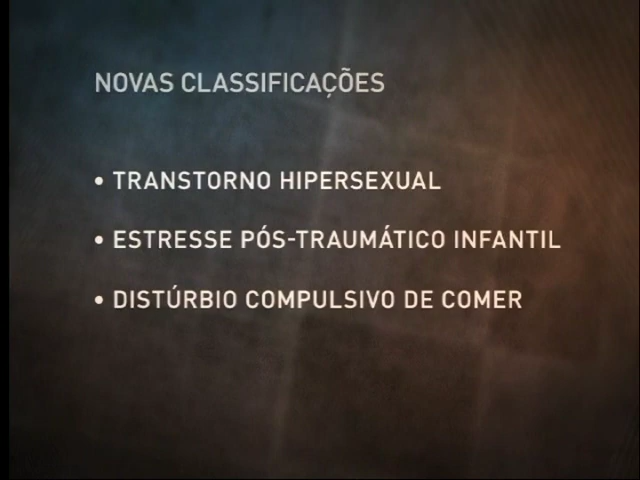 NOVAS CLASSIFICAÇÕES
• TRANSTORNO HIPERSEXUAL
• ESTRESSE PÓS-TRAUMÁTICO INFANTIL
• DISTÚRBIO COMPULSIVO DE COMER